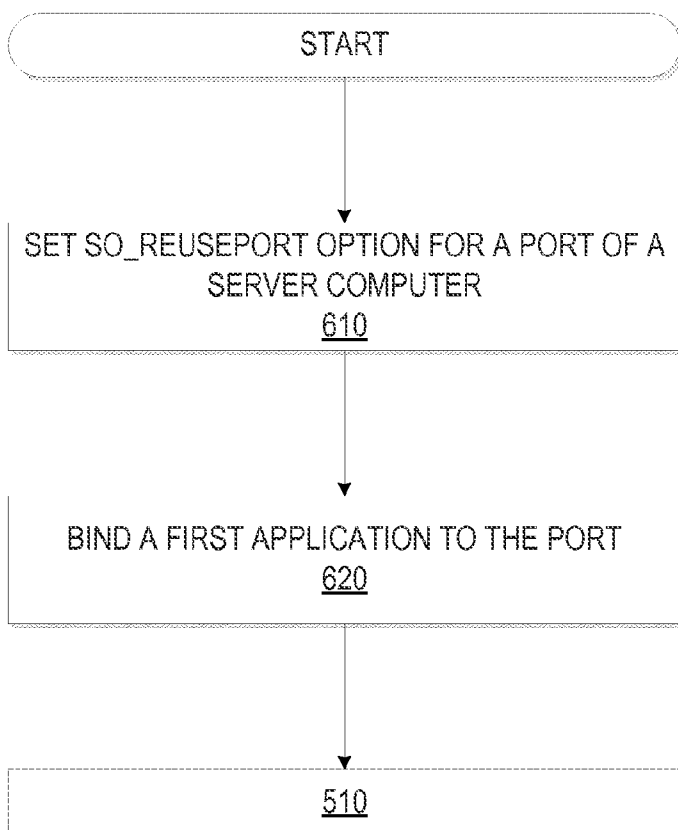 START
SET SO_REUSEPORT OPTION FOR A PORT OF A
SERVER COMPUTER
610
BIND A FIRST APPLICATION TO THE PORT
620
510